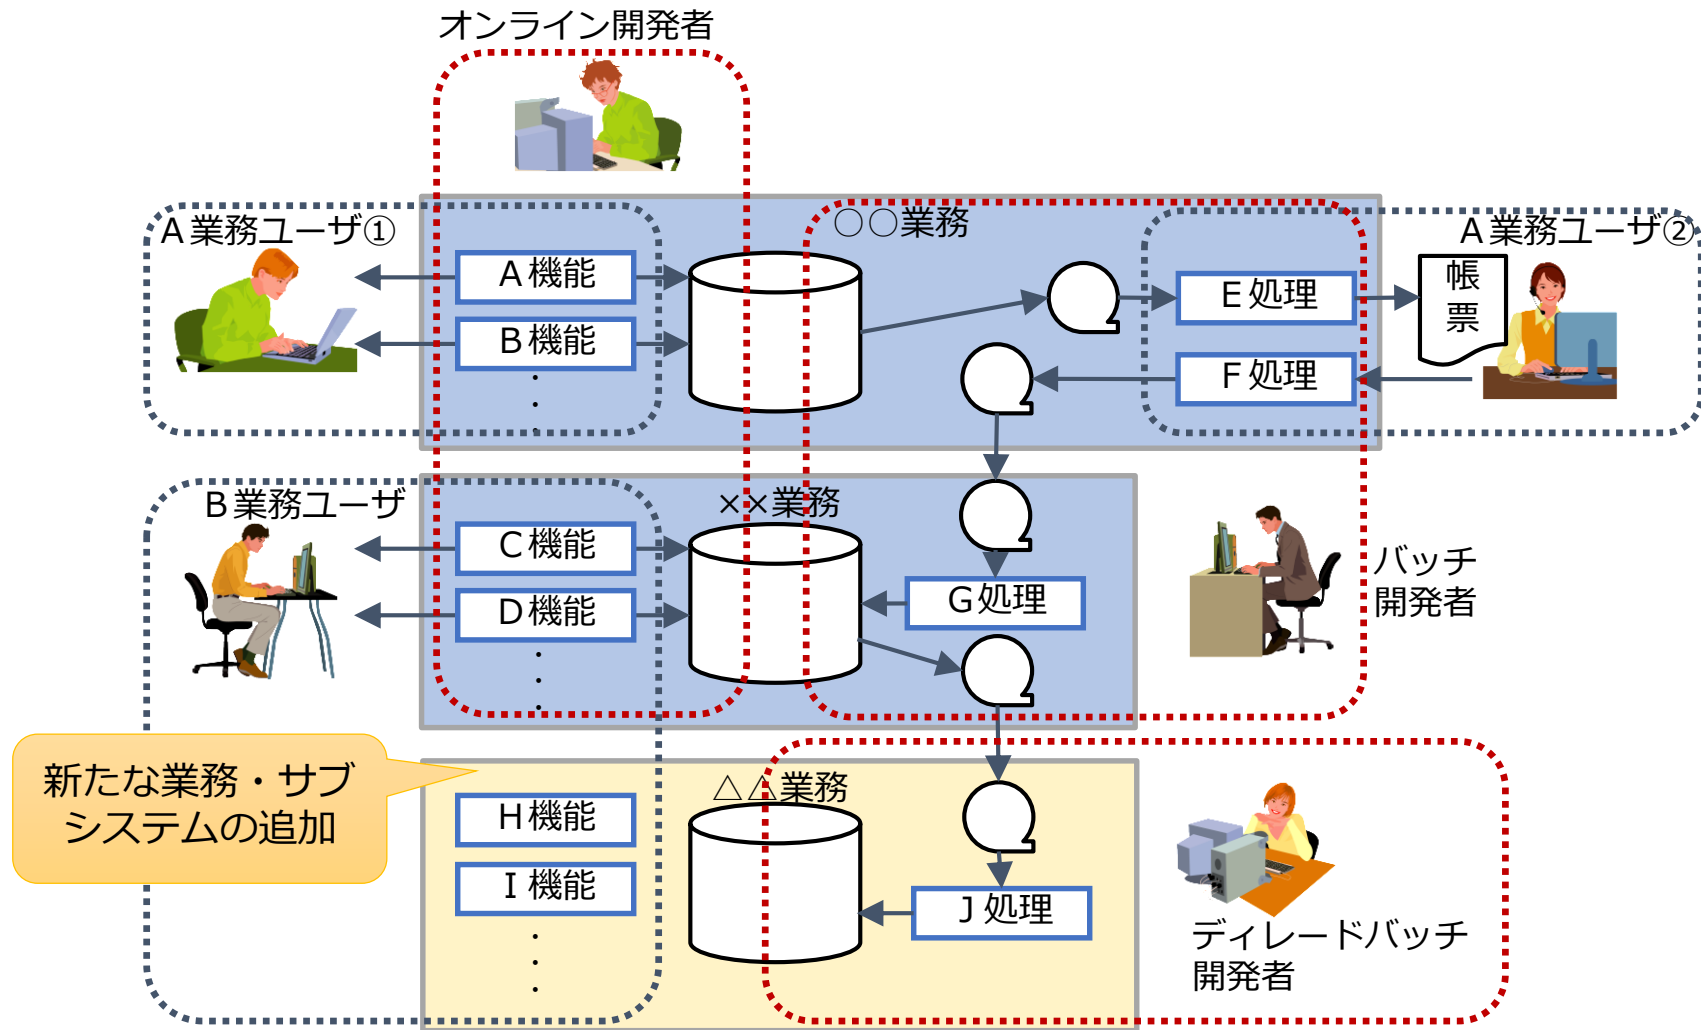 オンライン開発者
A業務ユーザ①
○○業務
A業務ユーザ②
A機能
E処理
帳
票
B機能
F処理
・
・
・
B業務ユーザ
××業務
C機能
D機能
G処理
バッチ
開発者
・
・
・
新たな業務・サブ
システムの追加
△△業務
H機能
I機能
J処理
・
・
・
ディレードバッチ
開発者